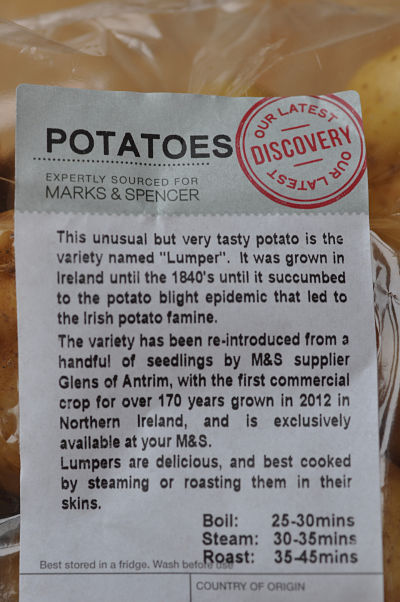 POTATOES
EXPERTLY SOURCED FOR
MARKS & SPENCER
OUR LATEST
DISCOVERY
OUR LATEST
This unusual but very tasty potato is the
variety named "Lumper". It was grown in
Ireland until the 1840's until it succumbed
to the potato blight epidemic that led to
the Irish potato famine.
The variety has been re-introduced from a
handful of seedlings by M&S supplier
Glens of Antrim, with the first commercial
crop for over 170 years grown in 2012 in
Northern Ireland, and is exclusively
available at your M&S.
Lumpers are delicious, and best cooked
by steaming or roasting them in their
skins.
Boil: 25-30mins
Steam: 30-35mins
Roast: 35-45mins
Best stored in a fridge. Wash before use
COUNTRY OF ORIGIN